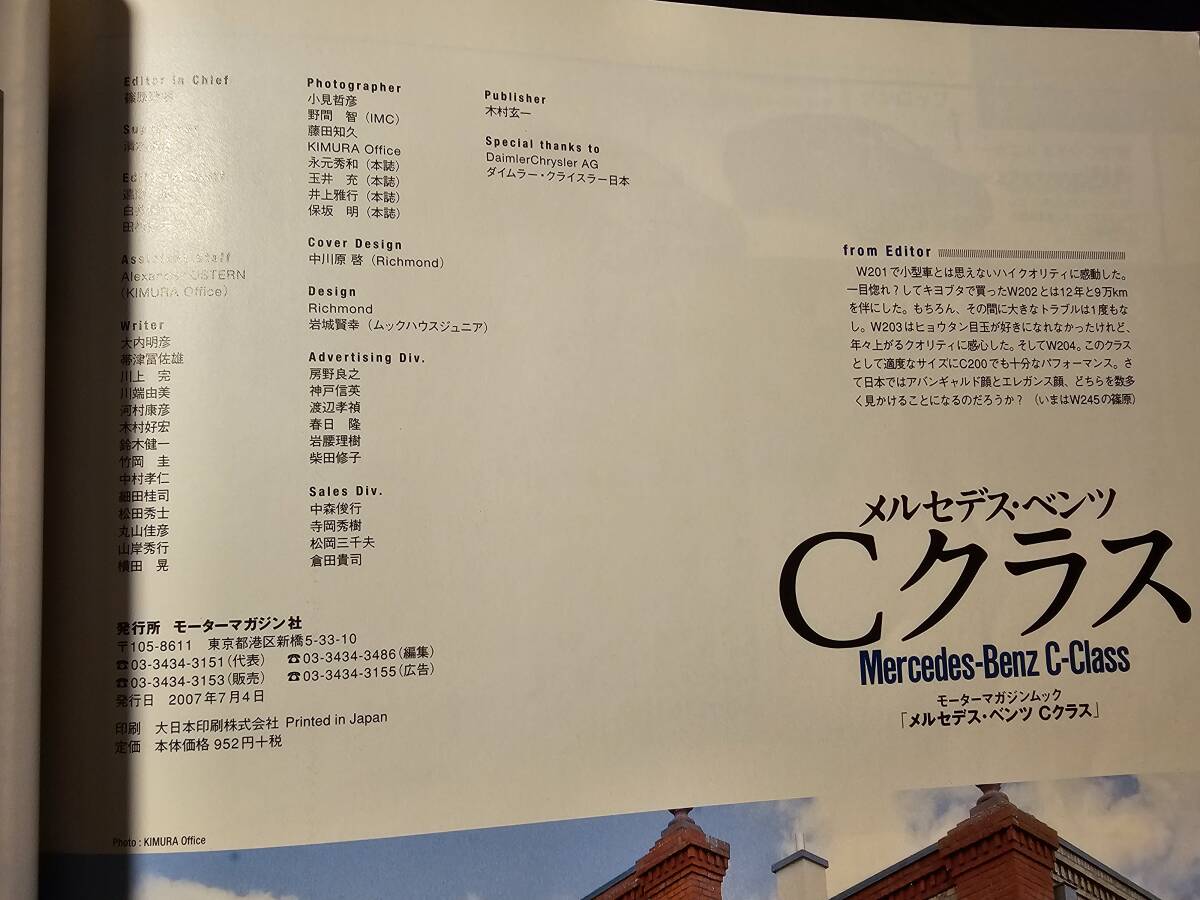 Editor in Chief
篠原
Assistant Staff
Alexander OSTERN
(KIMURA Office)
Writer
大内明彦
帯津冨佐雄
川上　完
川端由美
河村康彦
木村好宏
鈴木健一
竹岡　圭
中村孝仁
細田桂司
松田秀士
丸山佳彦
山岸秀行
横田　晃
Photographer
小見哲彦
野間　智（IMC）
藤田知久
KIMURA Office
永元秀和（本誌）
玉井　充（本誌）
井上雅行（本誌）
保坂　明（本誌）
Cover Design
中川原 啓（Richmond）
Design
Richmond
岩城賢幸（ムックハウスジュニア）
Advertising Div.
房野良之
神戸信英
渡辺孝禎
春日　隆
岩腰理樹
柴田修子
Sales Div.
中森俊行
寺岡秀樹
松岡三千夫
倉田貴司
Publisher
木村玄一
Special thanks to
DaimlerChrysler AG
ダイムラー・クライスラー日本
発行所　モーターマガジン社
〒105-8611　東京都港区新橋5-33-10
☎03-3434-3151（代表）　☎03-3434-3486（編集）
☎03-3434-3153（販売）　☎03-3434-3155（広告）
発行日　2007年7月4日
印刷　大日本印刷株式会社 Printed in Japan
定価　本体価格 952円＋税
Photo : KIMURA Office
from Editor
W201で小型車とは思えないハイクオリティに感動した。
一目惚れ？してキヨブタで買ったW202とは12年と9万km
を伴にした。もちろん、その間に大きなトラブルは1度もな
し。W203はヒョウタン目玉が好きになれなかったけれど、
年々上がるクオリティに感心した。そしてW204。このクラス
として適度なサイズにC200でも十分なパフォーマンス。さ
て日本ではアバンギャルド顔とエレガンス顔、どちらを数多
く見かけることになるのだろうか？（いまはW245の篠原）
メルセデス・ベンツ
Cクラス
Mercedes-Benz C-Class
モーターマガジンムック
「メルセデス・ベンツ Cクラス」